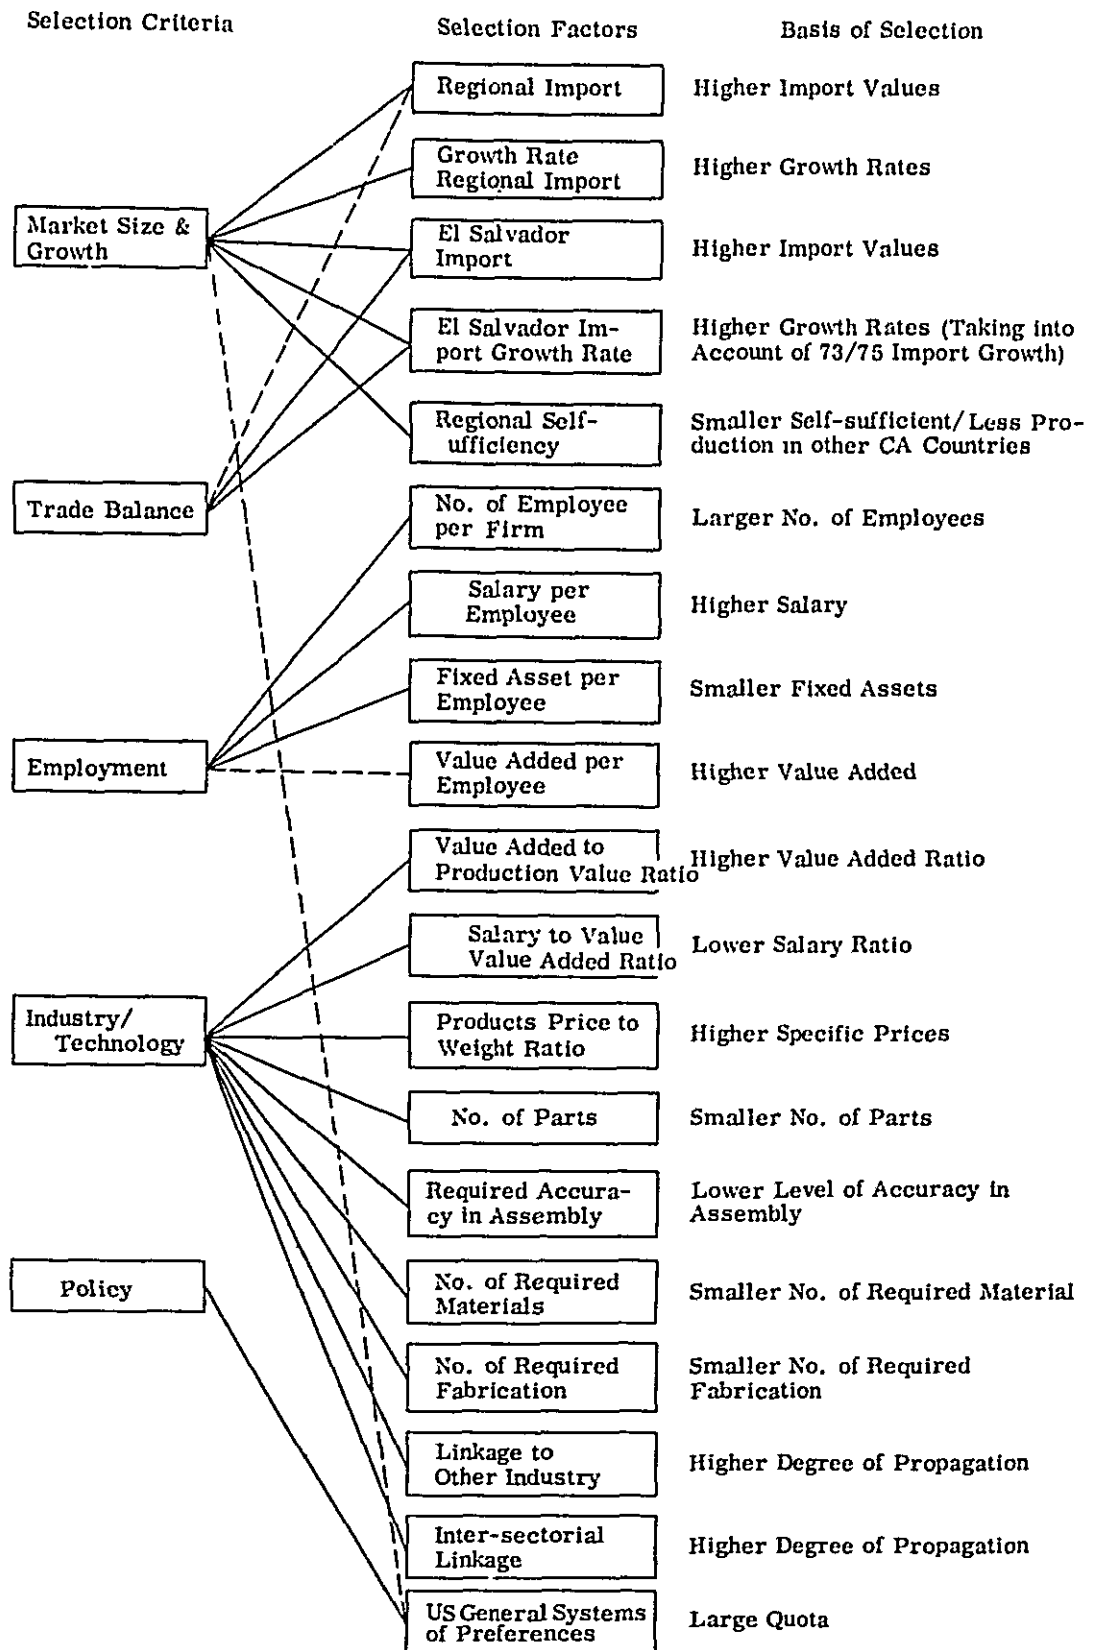 Selection Criteria
Selection Factors
Basis of Selection
Regional Import
Higher Import Values
Growth Rate
Regional Import
Higher Growth Rates
Market Size &
Growth
El Salvador
Import
Higher Import Values
El Salvador Im-
port Growth Rate
Higher Growth Rates (Taking into
Account of 73/75 Import Growth)
Regional Self-
ufficiency
Smaller Self-sufficient/Less Pro-
duction in other CA Countries
Trade Balance
No. of Employee
per Firm
Larger No. of Employees
Salary per
Employee
Higher Salary
Fixed Asset per
Employee
Smaller Fixed Assets
Employment
Value Added per
Employee
Higher Value Added
Value Added to
Production Value Ratio
Higher Value Added Ratio
Salary to Value
Value Added Ratio
Lower Salary Ratio
Industry/
Technology
Products Price to
Weight Ratio
Higher Specific Prices
No. of Parts
Smaller No. of Parts
Required Accura-
cy in Assembly
Lower Level of Accuracy in
Assembly
Policy
No. of Required
Materials
Smaller No. of Required Material
No. of Required
Fabrication
Smaller No. of Required
Fabrication
Linkage to
Other Industry
Higher Degree of Propagation
Inter-sectorial
Linkage
Higher Degree of Propagation
US General Systems
of Preferences
Large Quota